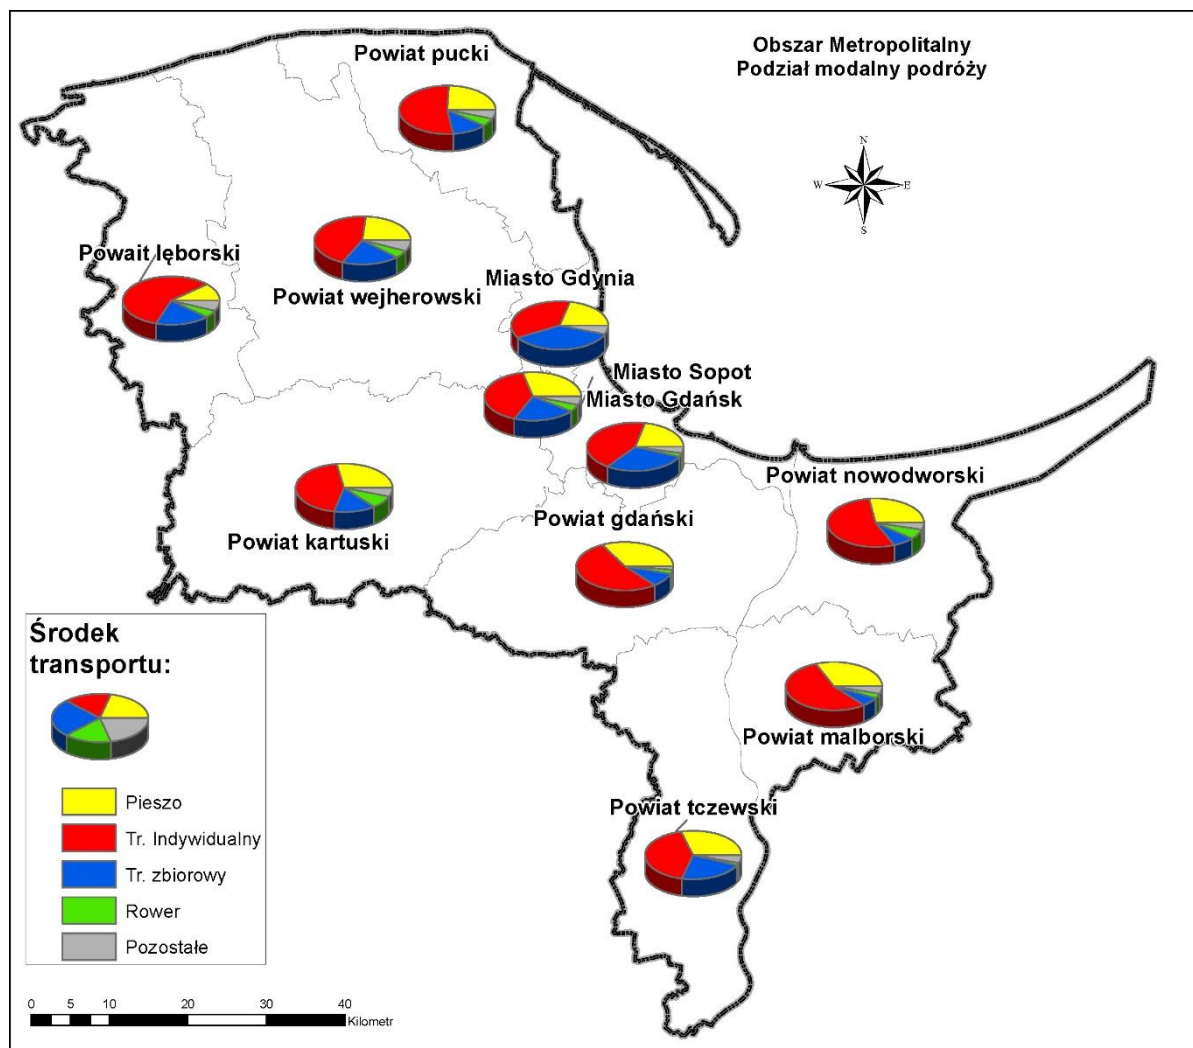 Obszar Metropolitalny
Podział modalny podróży
Powiat pucki
N
W
E
S
Powait lęborski
Powiat wejherowski
Miasto Gdynia
Miasto Sopot
Miasto Gdańsk
Powiat nowodworski
Powiat gdański
Powiat kartuski
Powiat malborski
Powiat tczewski
Środek
transportu:
Pieszo
Tr. Indywidualny
Tr. zbiorowy
Rower
Pozostałe
0 5 10 20 30 40
Kilometr